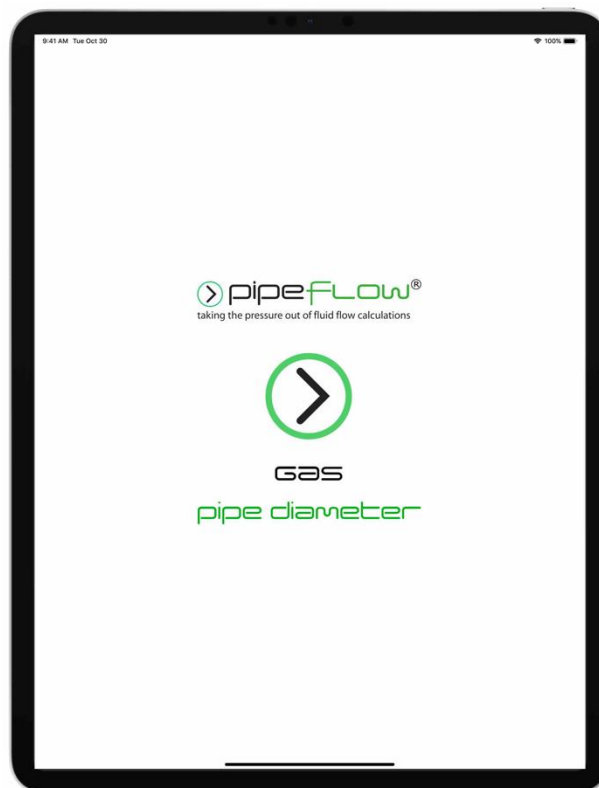 9:41 AM Tue Oct 30 100%
pipeflow®
taking the pressure out of fluid flow calculations
Gas
pipe diameter